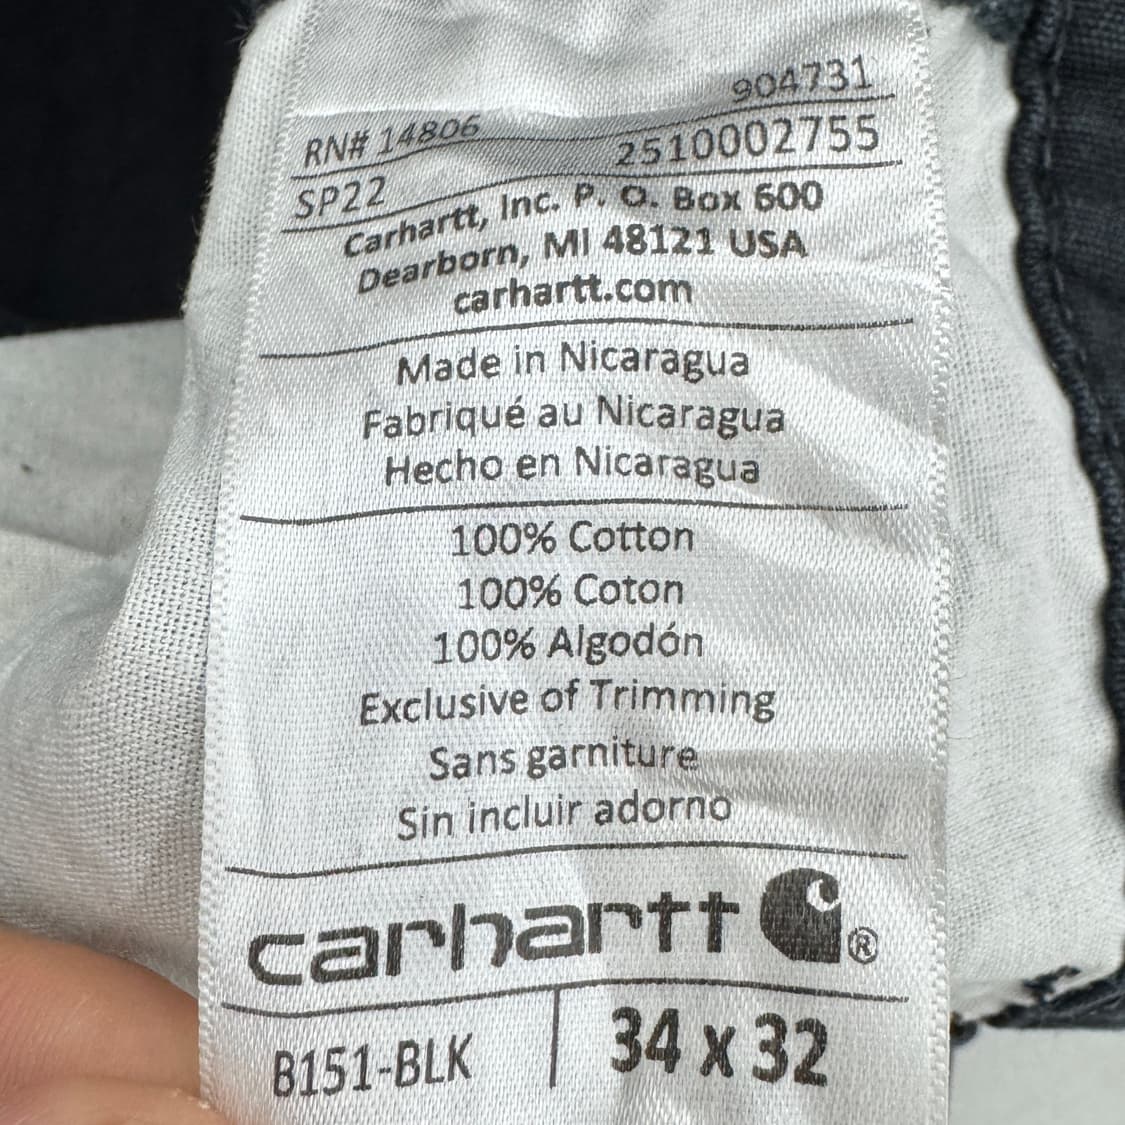 904731
RN# 14806
2510002755
SP22
Carhartt, Inc. P. O. Box 600
Dearborn, MI 48121 USA
carhartt.com
Made in Nicaragua
Fabriqué au Nicaragua
Hecho en Nicaragua
100% Cotton
100% Coton
100% Algodón
Exclusive of Trimming
Sans garniture
Sin incluir adorno
carhartt ®
B151-BLK | 34 x 32